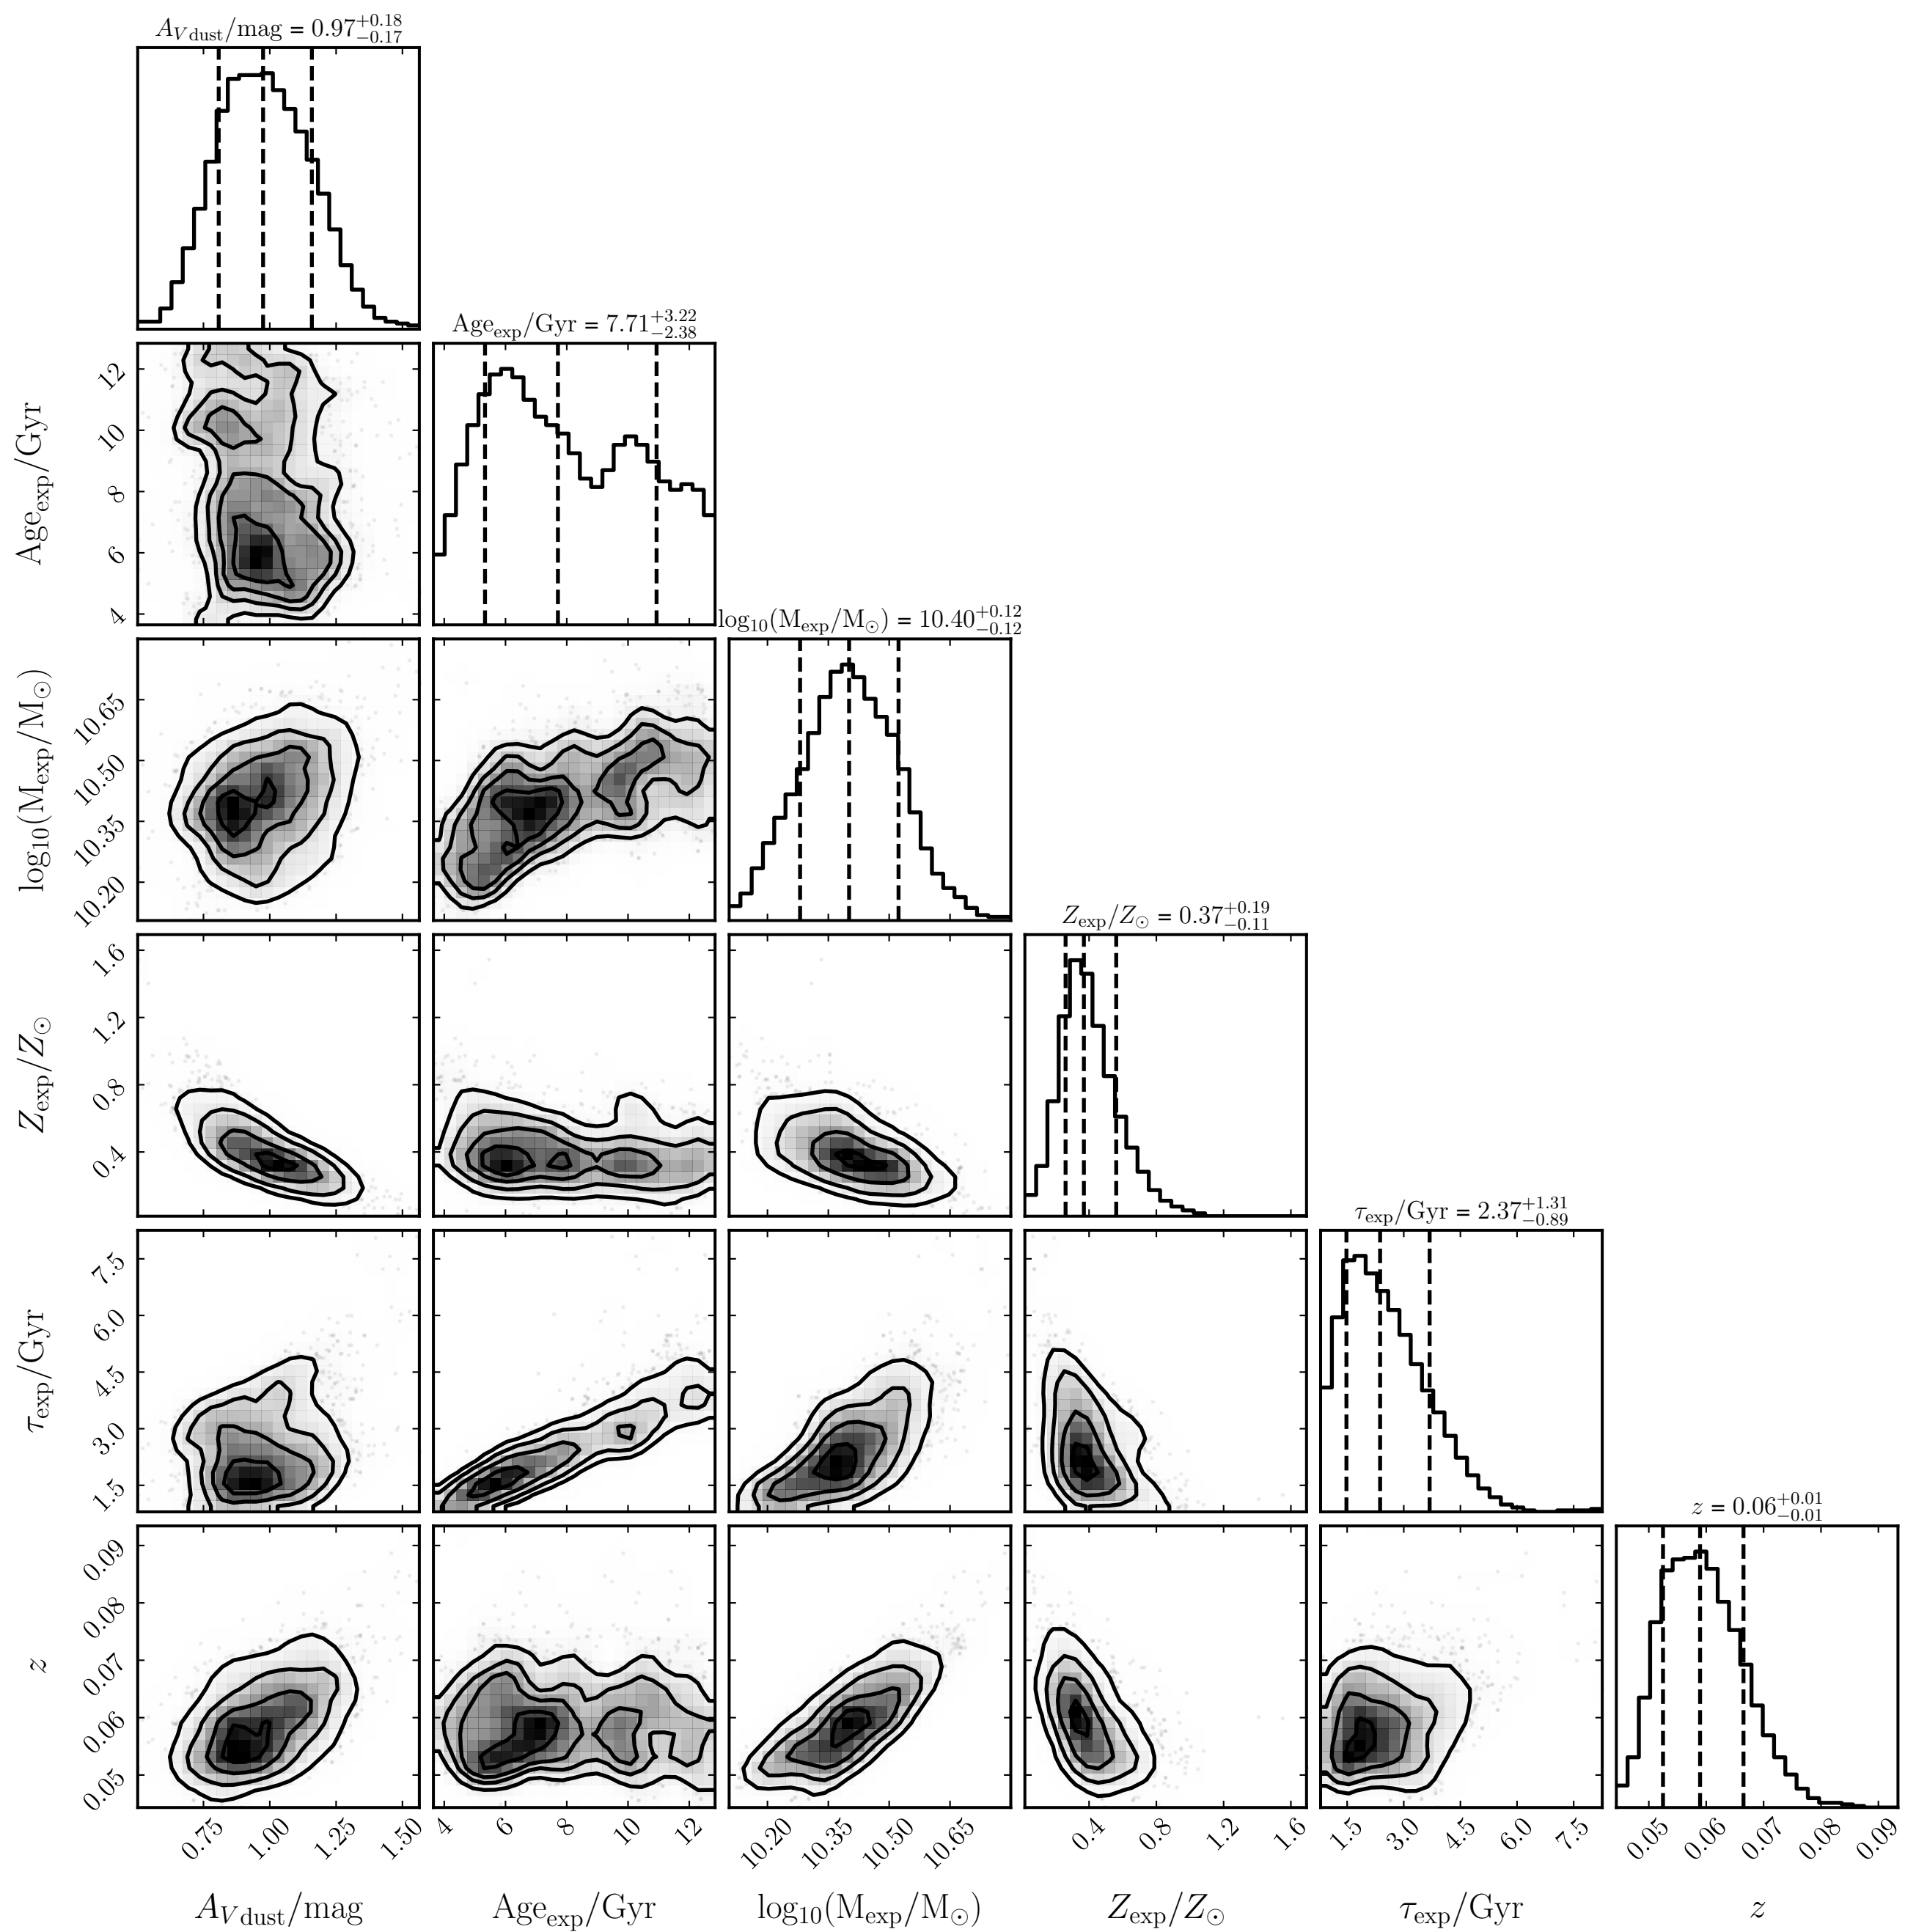 A_V dust/mag = 0.97^{+0.18}_{−0.17}
Age_exp/Gyr = 7.71^{+3.22}_{−2.38}
12
10
8
6
4
Age_exp/Gyr
log₁₀(M_exp/M_⊙) = 10.40^{+0.12}_{−0.12}
10.65
10.50
10.35
10.20
log₁₀(M_exp/M_⊙)
Z_exp/Z_⊙ = 0.37^{+0.19}_{−0.11}
1.6
1.2
0.8
0.4
Z_exp/Z_⊙
τ_exp/Gyr = 2.37^{+1.31}_{−0.89}
7.5
6.0
4.5
3.0
1.5
τ_exp/Gyr
z = 0.06^{+0.01}_{−0.01}
0.09
0.08
0.07
0.06
0.05
z
0.75 1.00 1.25 1.50
4 6 8 10 12
10.20 10.35 10.50 10.65
0.4 0.8 1.2 1.6
1.5 3.0 4.5 6.0 7.5
0.05 0.06 0.07 0.08 0.09
A_V dust/mag
Age_exp/Gyr
log₁₀(M_exp/M_⊙)
Z_exp/Z_⊙
τ_exp/Gyr
z